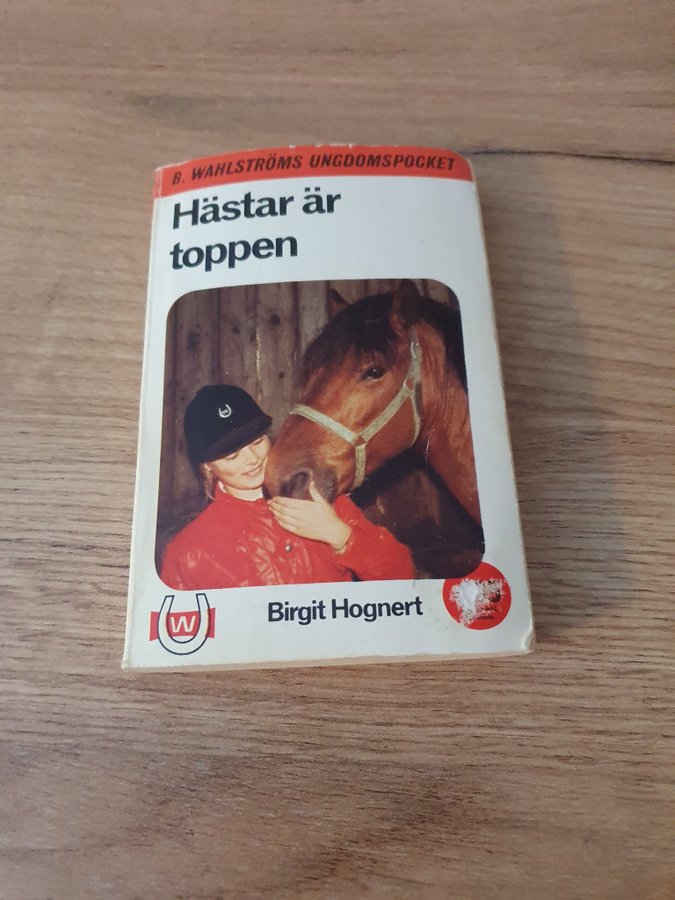 B. WAHLSTRÖMS UNGDOMSPOCKET
Hästar är
toppen
W
Birgit Hognert